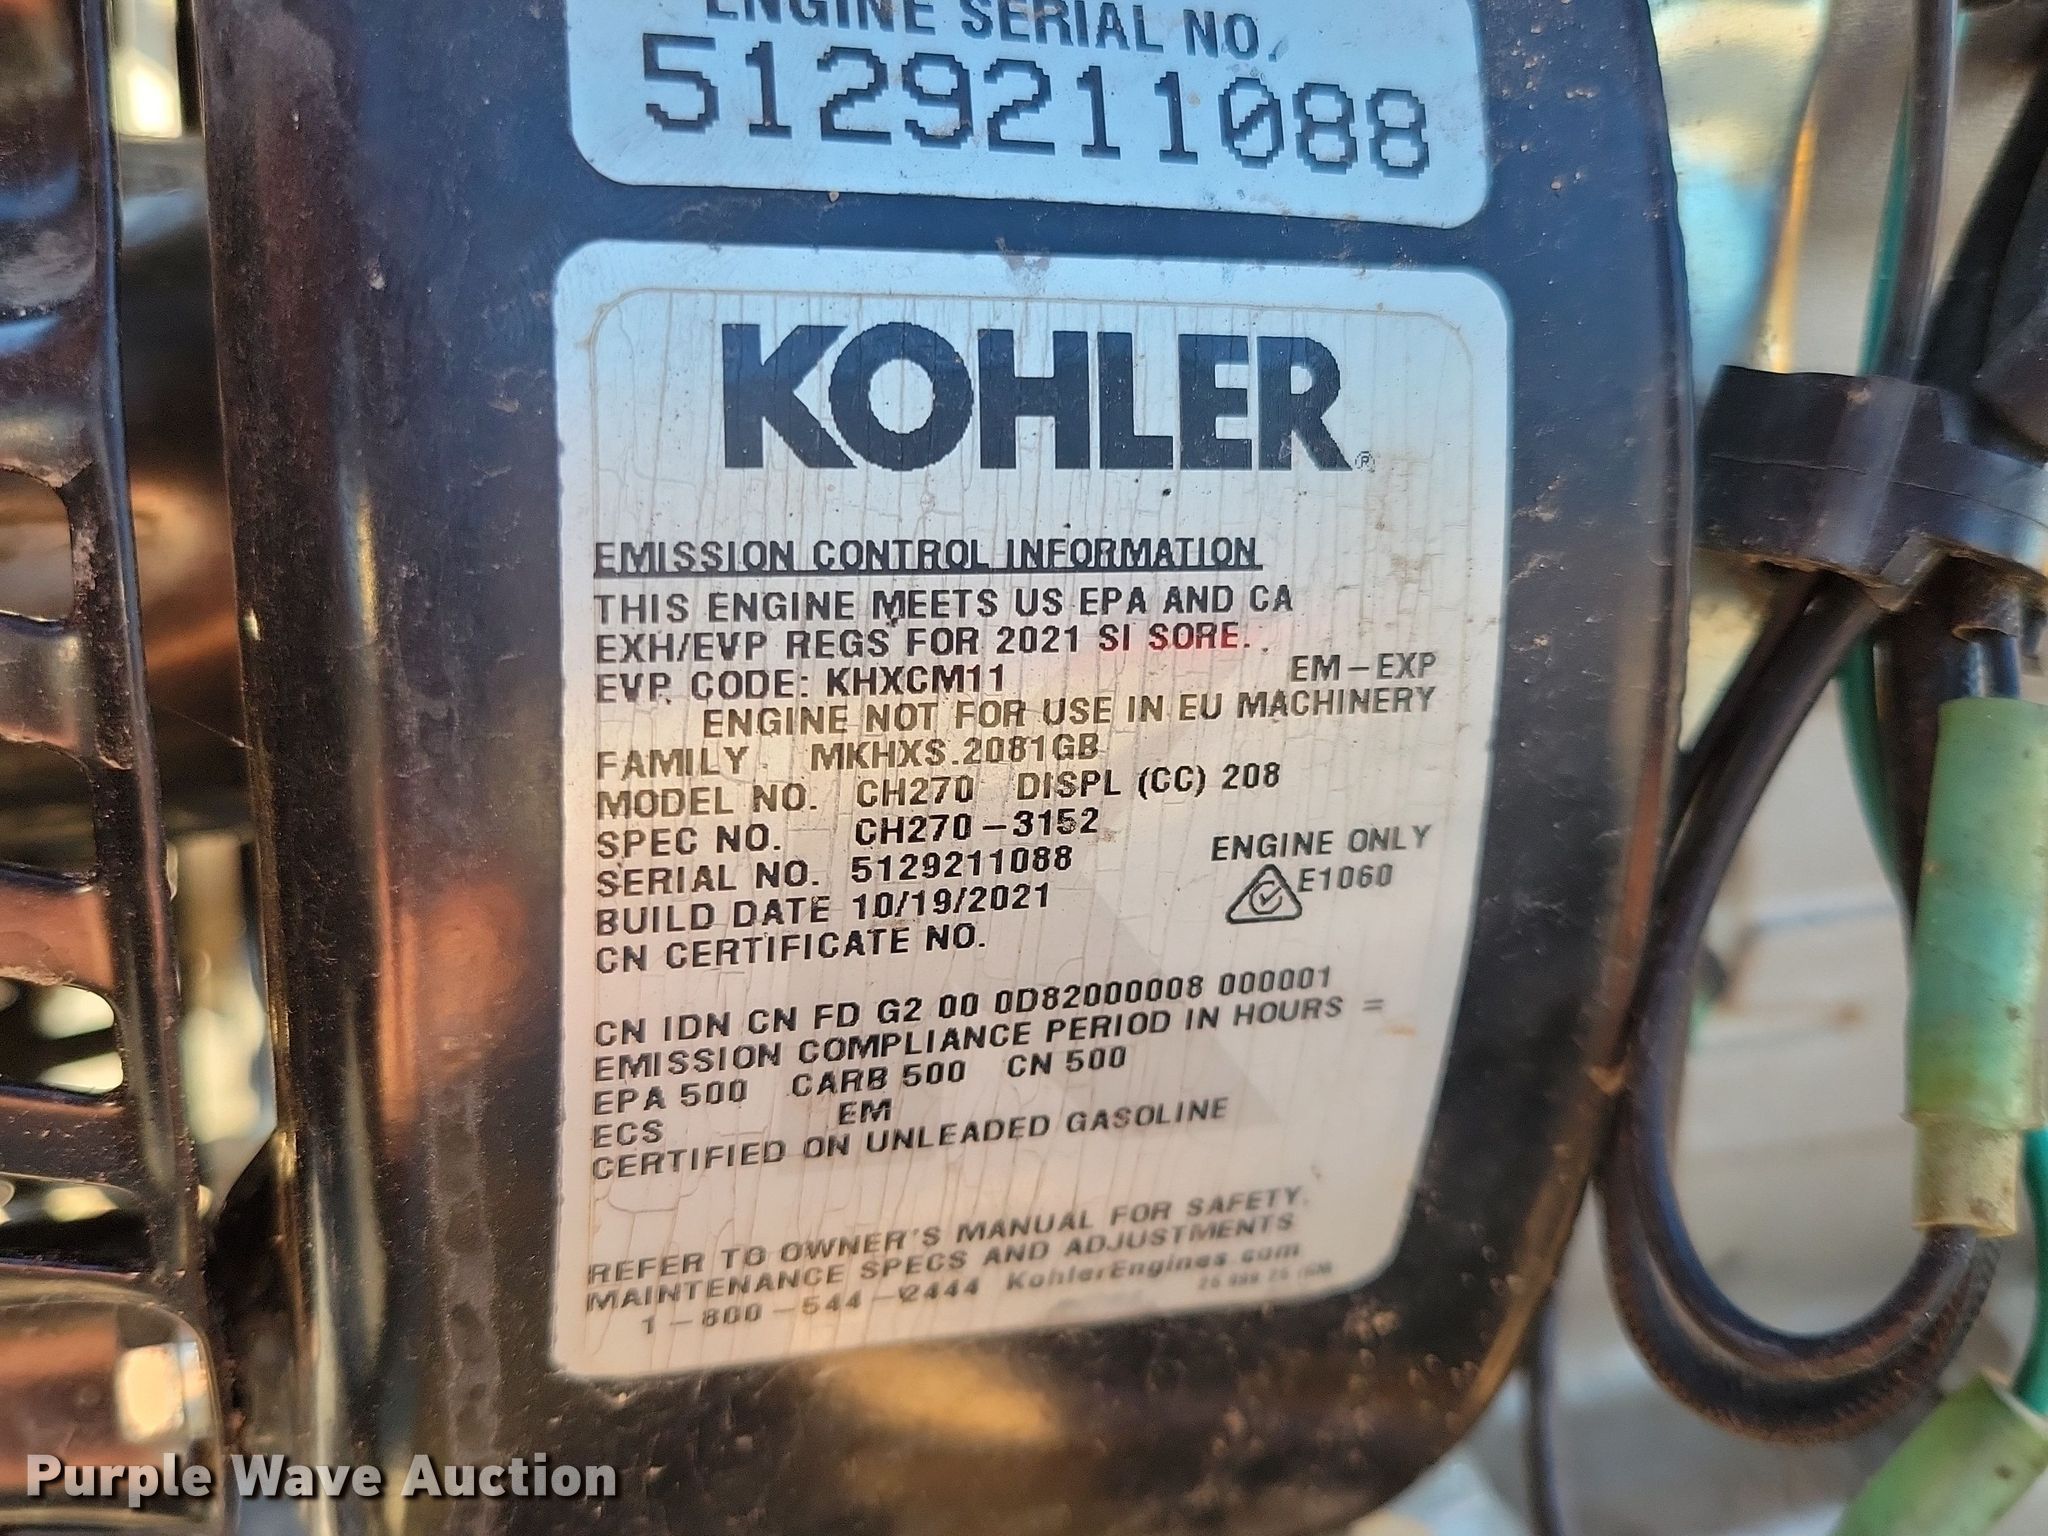 ENGINE SERIAL NO.
5129211088
KOHLER®
EMISSION CONTROL INFORMATION
THIS ENGINE MEETS US EPA AND CA
EXH/EVP REGS FOR 2021 SI SORE.
EVP. CODE: KHXCM11 EM-EXP
ENGINE NOT FOR USE IN EU MACHINERY
FAMILY MKHXS.2081GB
MODEL NO. CH270 DISPL (CC) 208
SPEC NO. CH270-3152
SERIAL NO. 5129211088 ENGINE ONLY
BUILD DATE 10/19/2021 E1060
CN CERTIFICATE NO.
CN IDN CN FD G2 00 0D82000008 000001
EMISSION COMPLIANCE PERIOD IN HOURS =
EPA 500 CARB 500 CN 500
ECS EM
CERTIFIED ON UNLEADED GASOLINE
REFER TO OWNER'S MANUAL FOR SAFETY,
MAINTENANCE SPECS AND ADJUSTMENTS
1-800-544-2444 KohlerEngines.com
Purple Wave Auction